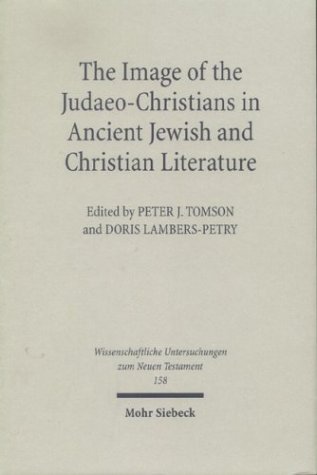 The Image of the
Judaeo-Christians in
Ancient Jewish and
Christian Literature
Edited by PETER J. TOMSON
and DORIS LAMBERS-PETRY
Wissenschaftliche Untersuchungen
zum Neuen Testament
158
Mohr Siebeck